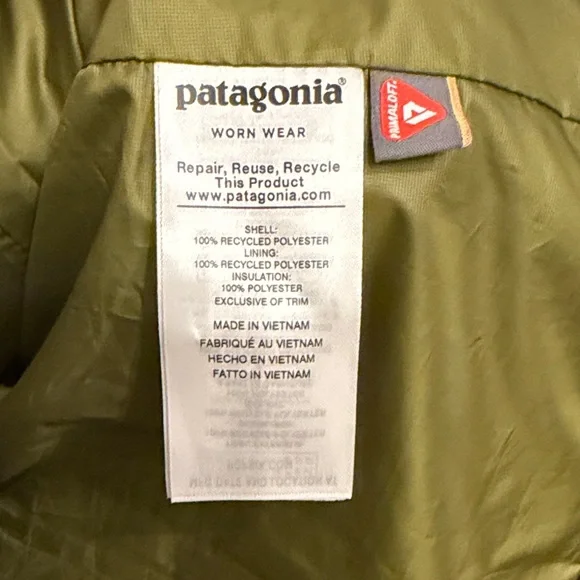 patagonia®
WORN WEAR
Repair, Reuse, Recycle
This Product
www.patagonia.com
SHELL:
100% RECYCLED POLYESTER
LINING:
100% RECYCLED POLYESTER
INSULATION:
100% POLYESTER
EXCLUSIVE OF TRIM
MADE IN VIETNAM
FABRIQUÉ AU VIETNAM
HECHO EN VIETNAM
FATTO IN VIETNAM
PRIMALOFT